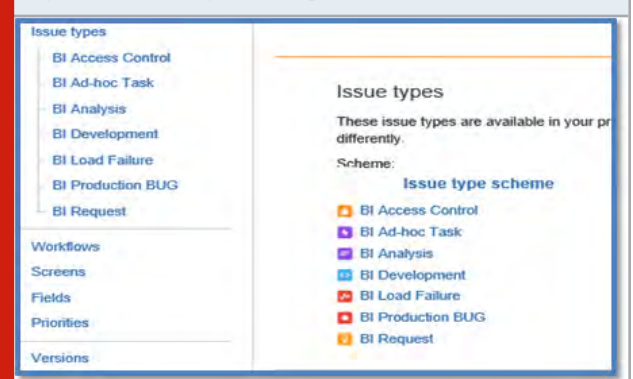 Issue types
BI Access Control
BI Ad-hoc Task
BI Analysis
BI Development
BI Load Failure
BI Production BUG
BI Request
Workflows
Screens
Fields
Priorities
Versions
Issue types
These issue types are available in your pr
differently.
Scheme:
Issue type scheme
BI Access Control
BI Ad-hoc Task
BI Analysis
BI Development
BI Load Failure
BI Production BUG
BI Request